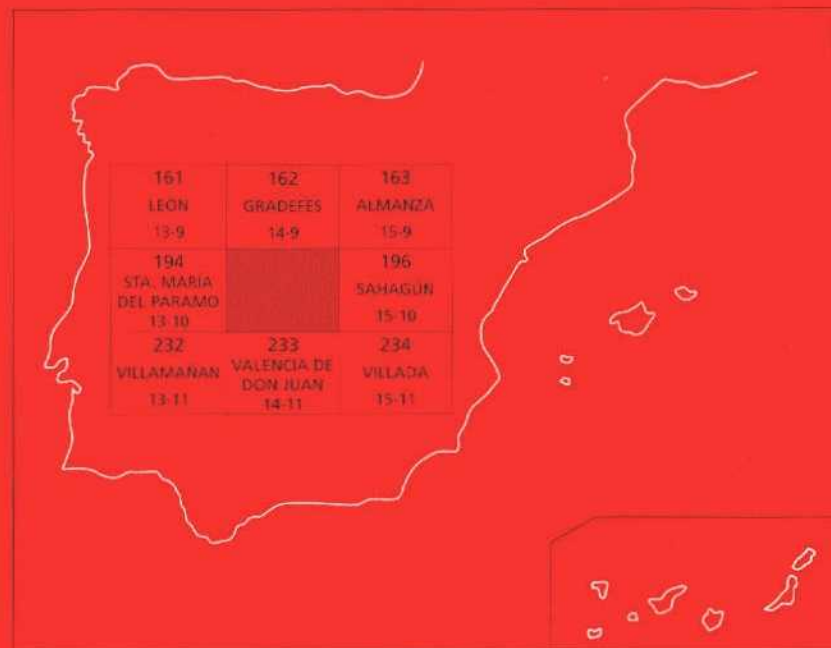 161
LEON
13-9
162
GRADEFES
14-9
163
ALMANZA
15-9
194
STA. MARÍA
DEL PARAMO
13-10
196
SAHAGUN
15-10
232
VILLAMAÑAN
13-11
233
VALENCIA DE
DON JUAN
14-11
234
VILLADA
15-11